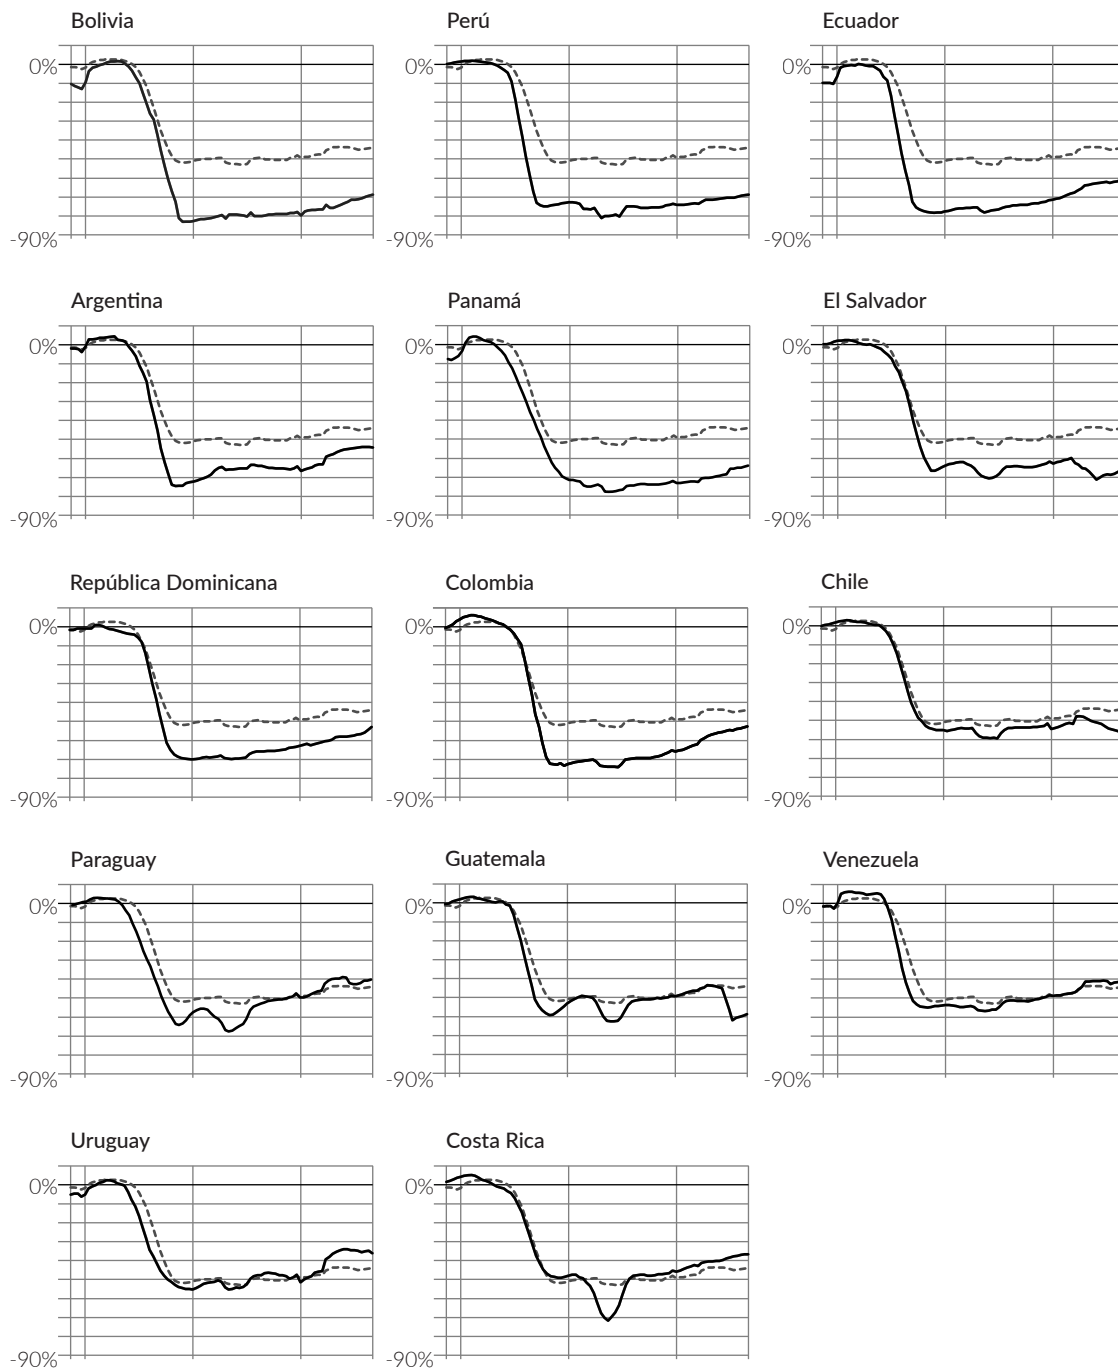 Bolivia Perú Ecuador
0% 0% 0%
-90% -90% -90%
Argentina Panamá El Salvador
0% 0% 0%
-90% -90% -90%
República Dominicana Colombia Chile
0% 0% 0%
-90% -90% -90%
Paraguay Guatemala Venezuela
0% 0% 0%
-90% -90% -90%
Uruguay Costa Rica
0% 0%
-90% -90%